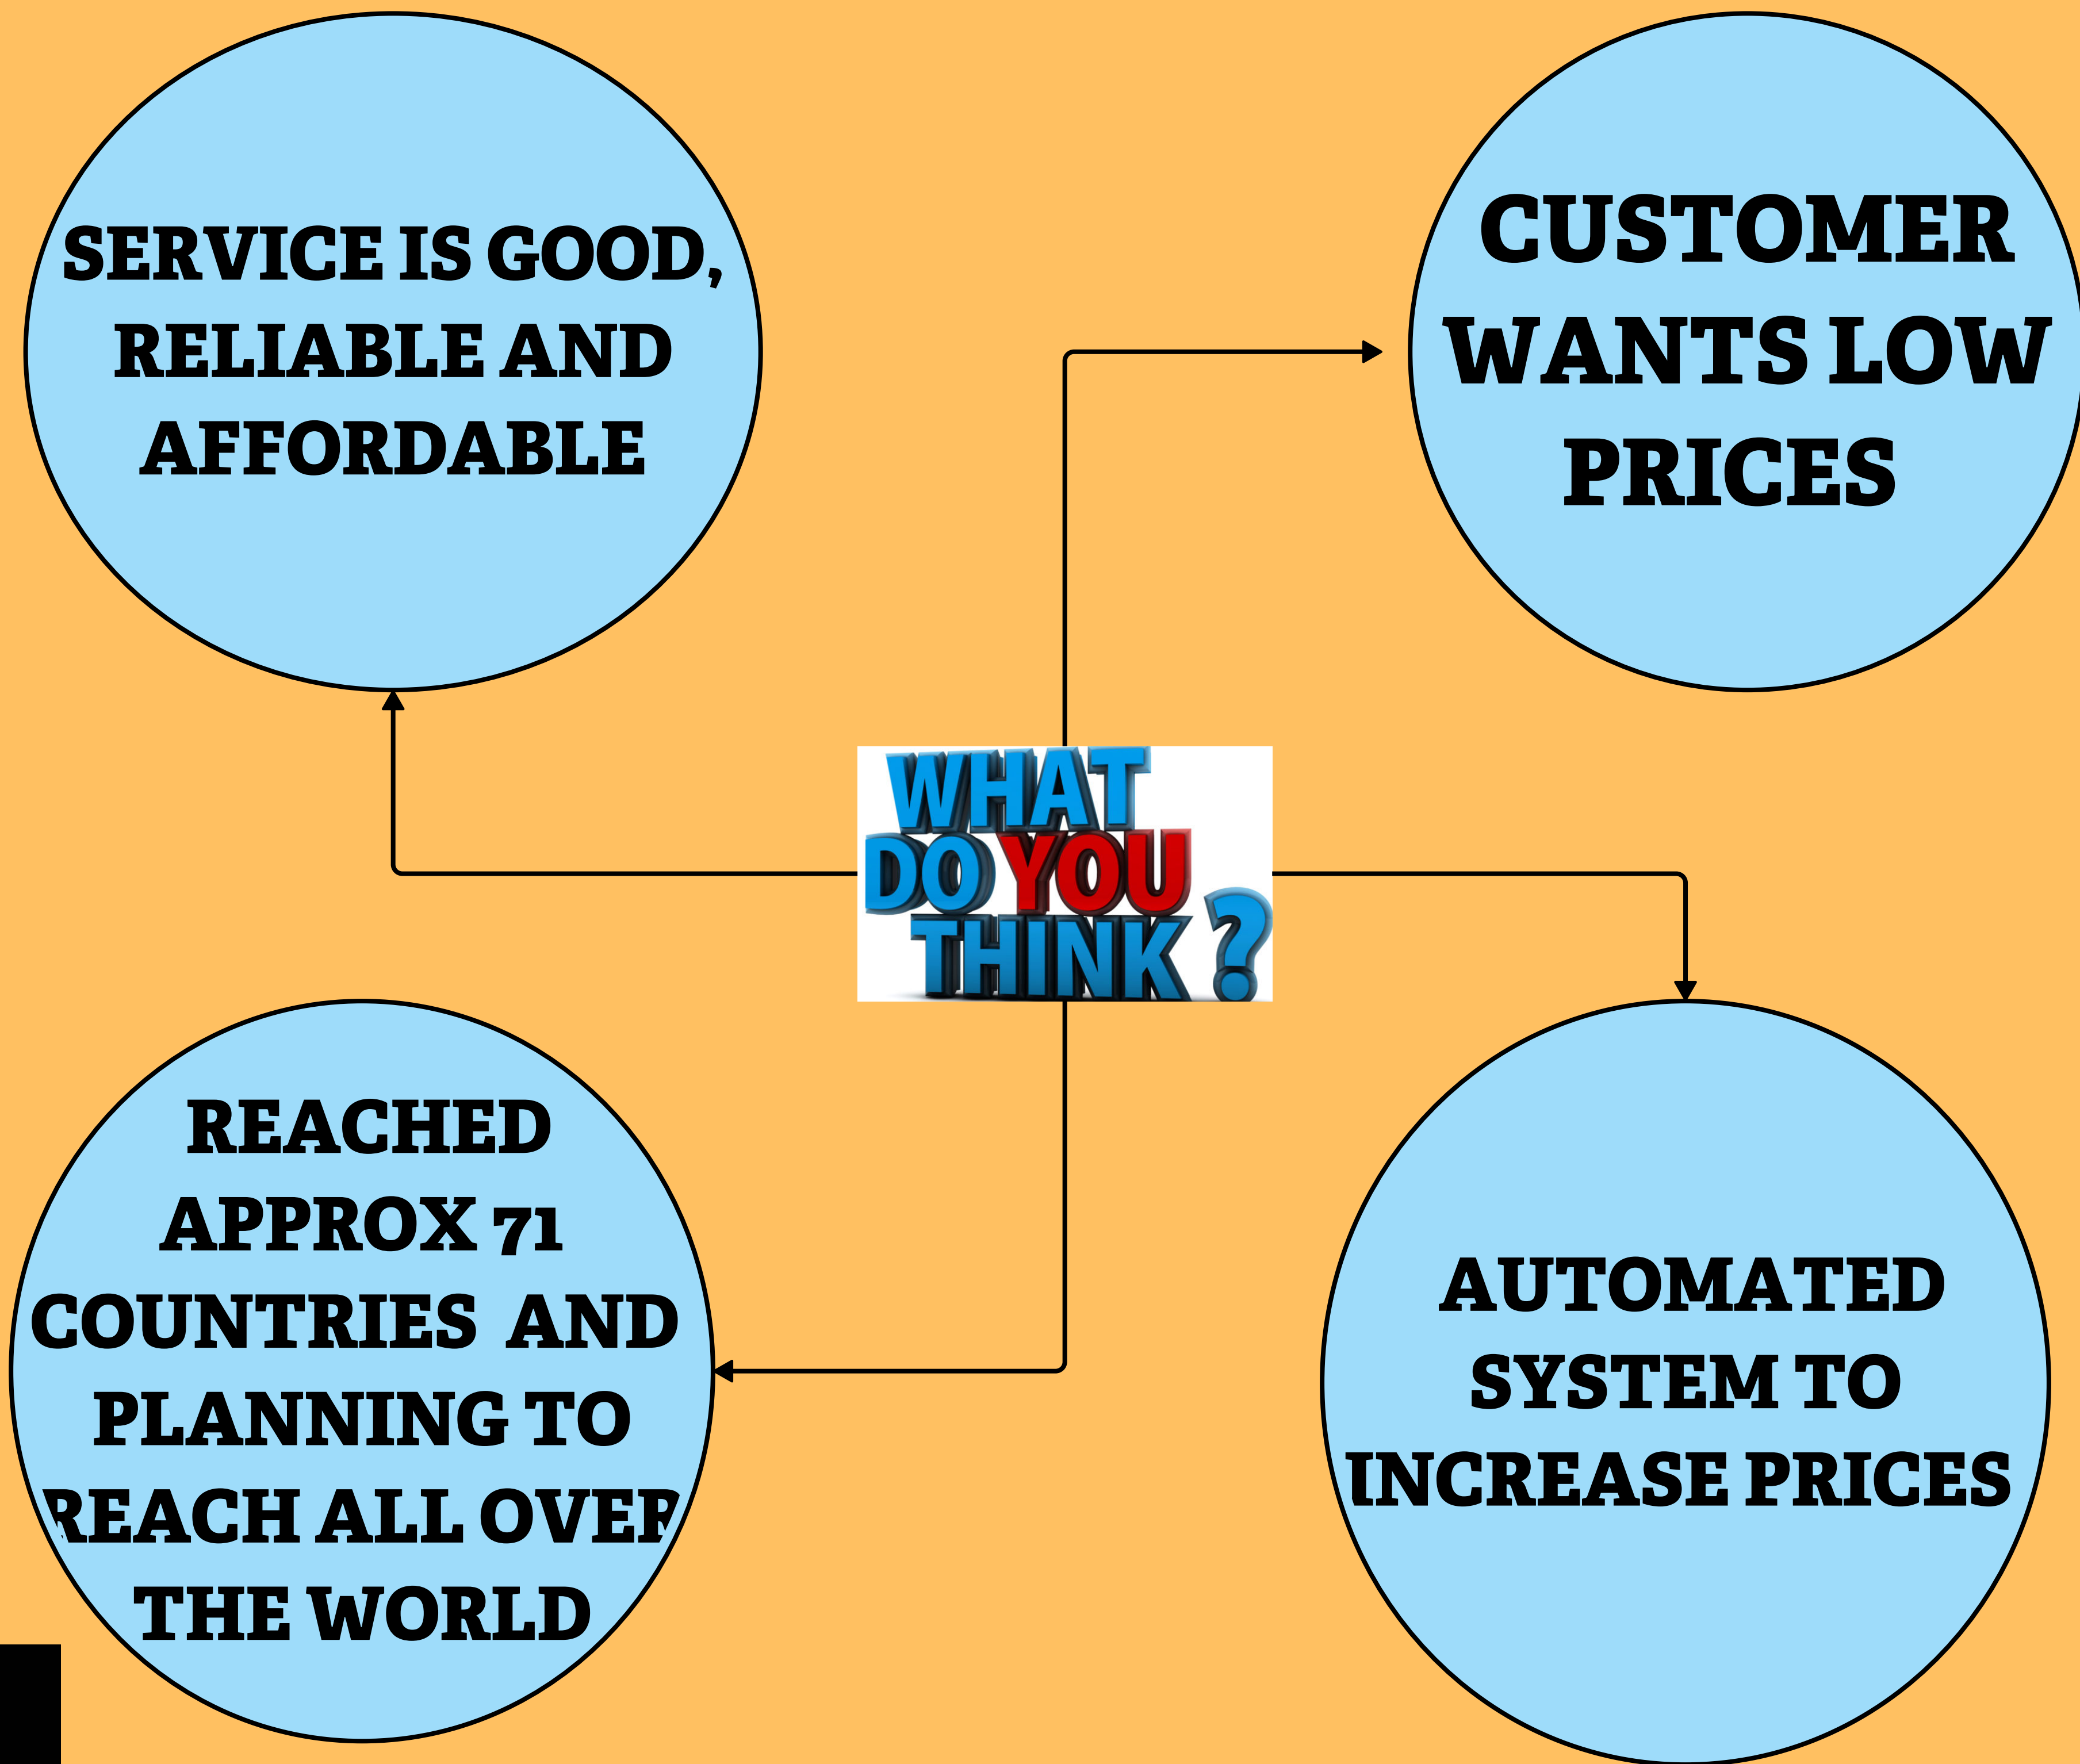 SERVICE IS GOOD,
RELIABLE AND
AFFORDABLE
CUSTOMER
WANTS LOW
PRICES
WHAT
DO YOU
THINK ?
REACHED
APPROX 71
COUNTRIES AND
PLANNING TO
REACH ALL OVER
THE WORLD
AUTOMATED
SYSTEM TO
INCREASE PRICES